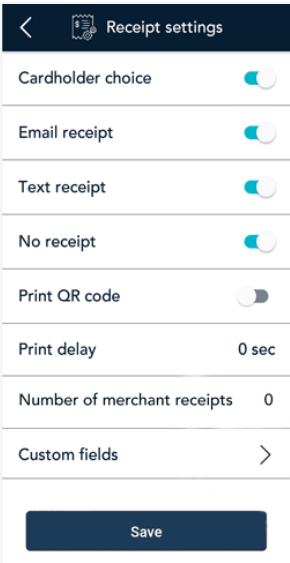 Receipt settings
Cardholder choice
Email receipt
Text receipt
No receipt
Print QR code
Print delay 0 sec
Number of merchant receipts 0
Custom fields
Save